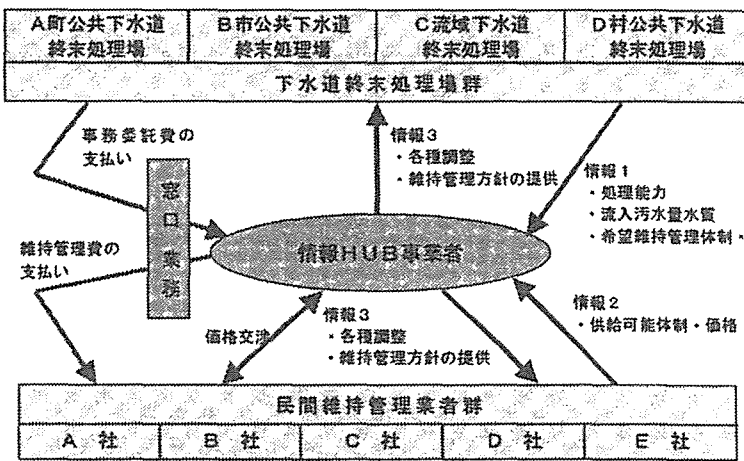 A町公共下水道
終末処理場
B市公共下水道
終末処理場
C流域下水道
終末処理場
D村公共下水道
終末処理場
下水道終末処理場群
事務委託費の
支払い
情報3
・各種調整
・維持管理方針の提供
情報1
・処理能力
・流入汚水量水質
・希望維持管理体制・
窓口業務
情報HUB事業者
維持管理費の
支払い
価格交渉
情報3
・各種調整
・維持管理方針の提供
情報2
・供給可能体制・価格
民間維持管理業者群
A 社
B 社
C 社
D 社
E 社